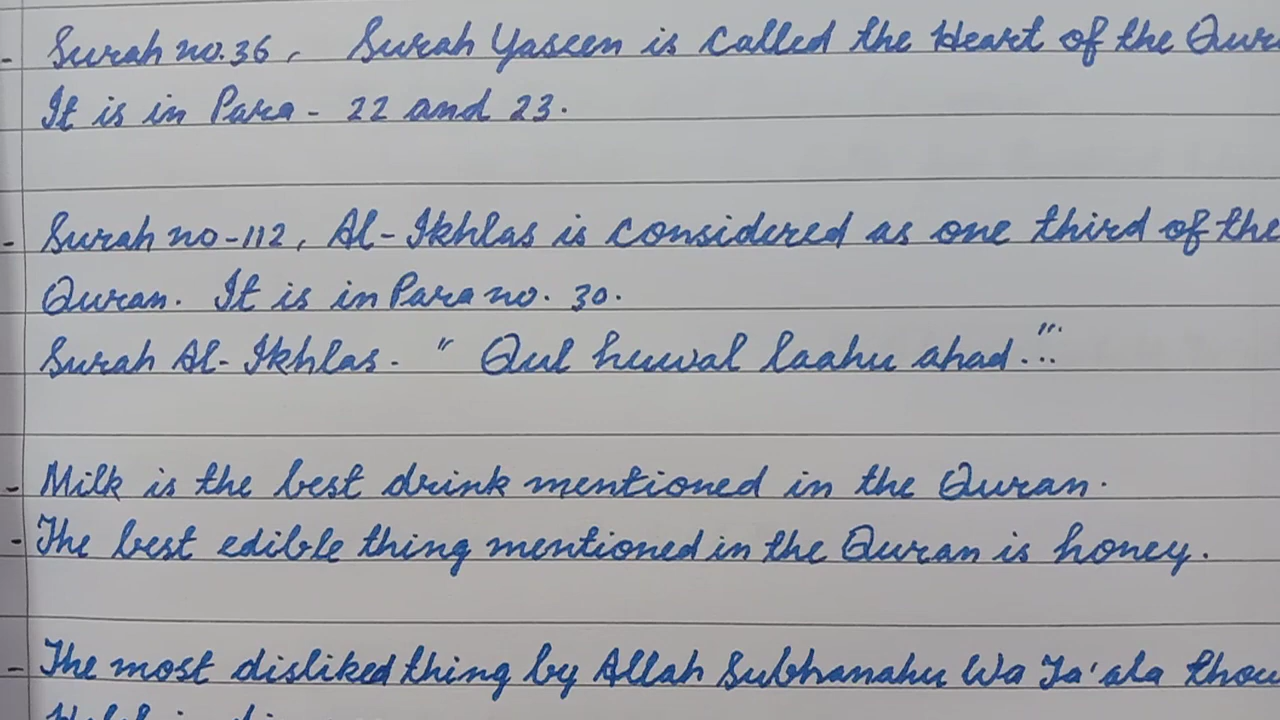 - Surah no. 36, Surah Yaseen is called the Heart of the Qur
It is in Para - 22 and 23.
- Surah no-112, Al-Ikhlas is considered as one third of the
Quran. It is in Para no. 30.
Surah Al-Ikhlas. " Qul huwal laahu ahad..."
- Milk is the best drink mentioned in the Quran.
- The best edible thing mentioned in the Quran is honey.
- The most disliked thing by Allah Subhanahu Wa Ta'ala thou